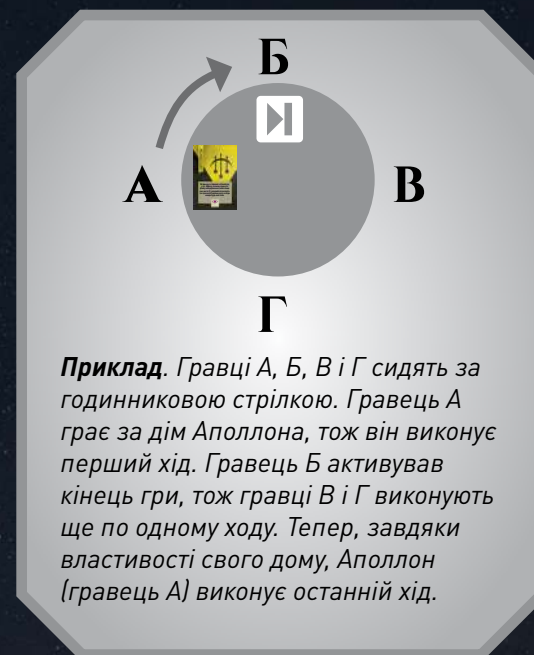 Б
А
В
Г
Приклад. Гравці А, Б, В і Г сидять за
годинниковою стрілкою. Гравець А
грає за дім Аполлона, тож він виконує
перший хід. Гравець Б активував
кінець гри, тож гравці В і Г виконують
ще по одному ходу. Тепер, завдяки
властивості свого дому, Аполлон
(гравець А) виконує останній хід.